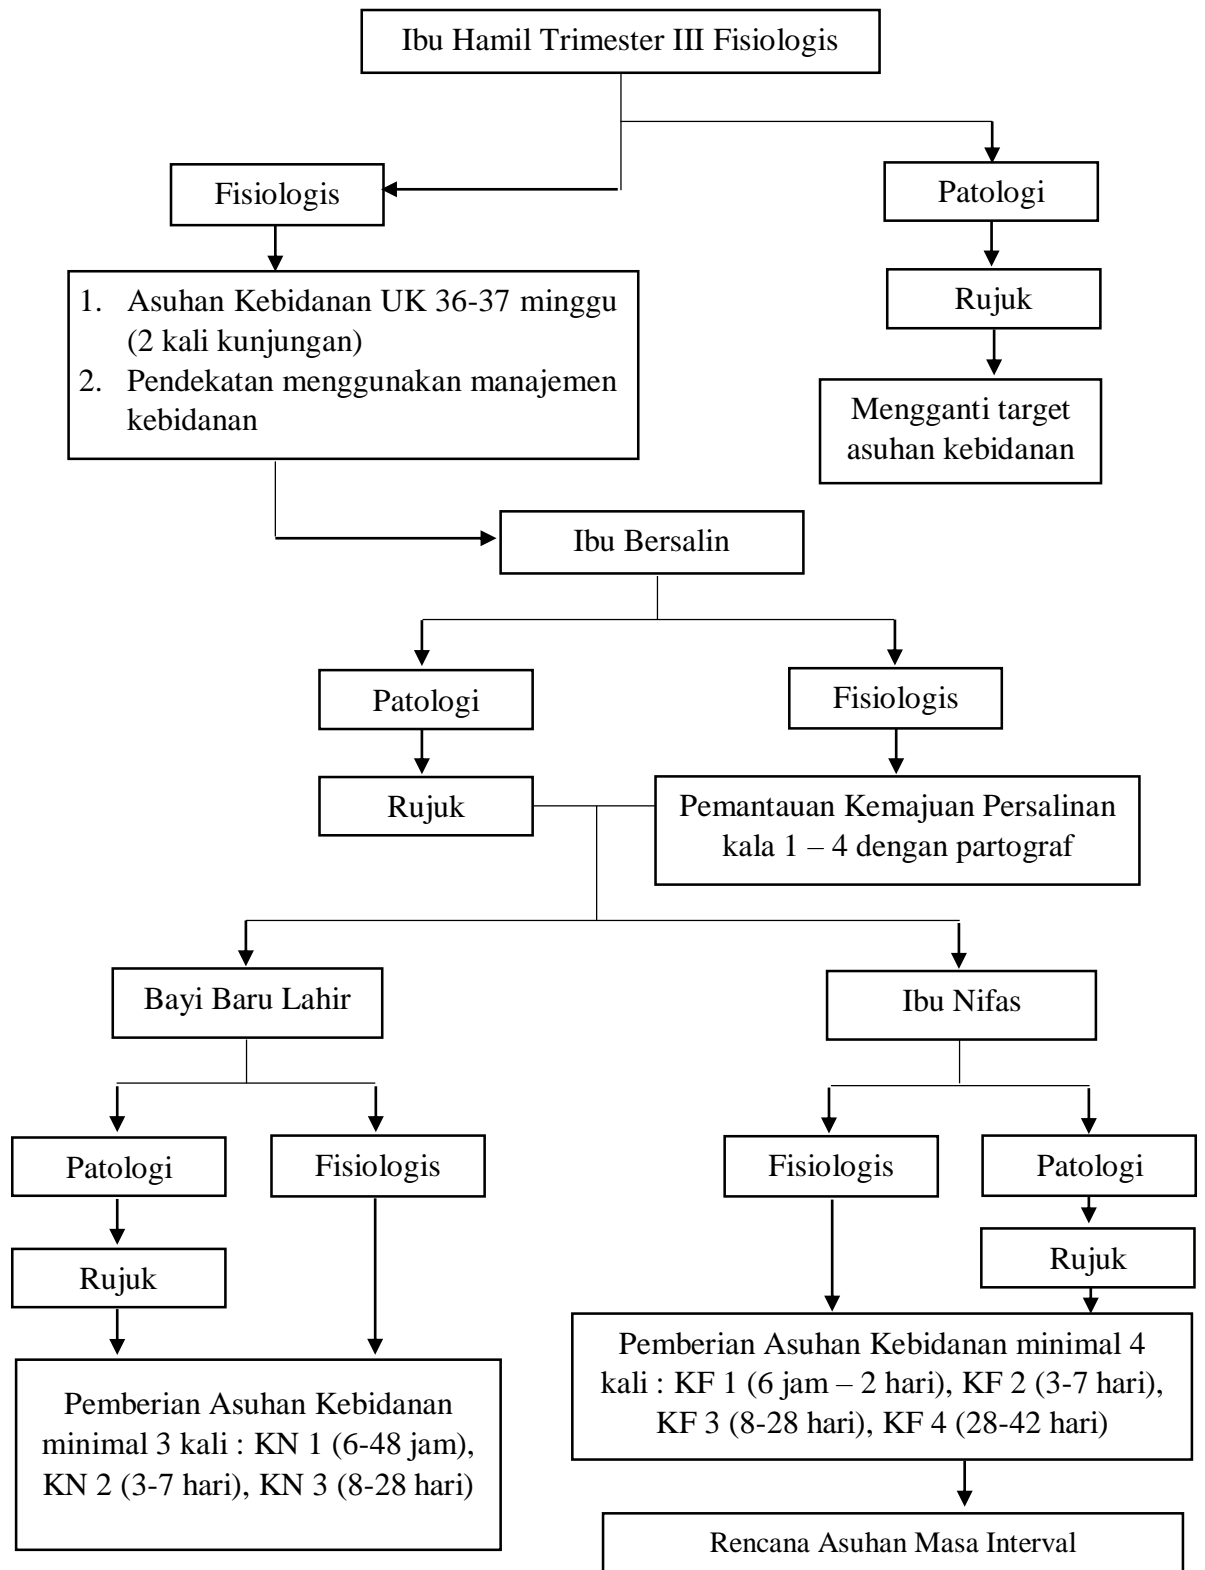 Ibu Hamil Trimester III Fisiologis
Fisiologis
Patologi
Rujuk
1. Asuhan Kebidanan UK 36-37 minggu
(2 kali kunjungan)
2. Pendekatan menggunakan manajemen
kebidanan
Mengganti target
asuhan kebidanan
Ibu Bersalin
Patologi
Fisiologis
Rujuk
Pemantauan Kemajuan Persalinan
kala 1 – 4 dengan partograf
Bayi Baru Lahir
Ibu Nifas
Patologi
Fisiologis
Fisiologis
Patologi
Rujuk
Rujuk
Pemberian Asuhan Kebidanan
minimal 3 kali : KN 1 (6-48 jam),
KN 2 (3-7 hari), KN 3 (8-28 hari)
Pemberian Asuhan Kebidanan minimal 4
kali : KF 1 (6 jam – 2 hari), KF 2 (3-7 hari),
KF 3 (8-28 hari), KF 4 (28-42 hari)
Rencana Asuhan Masa Interval